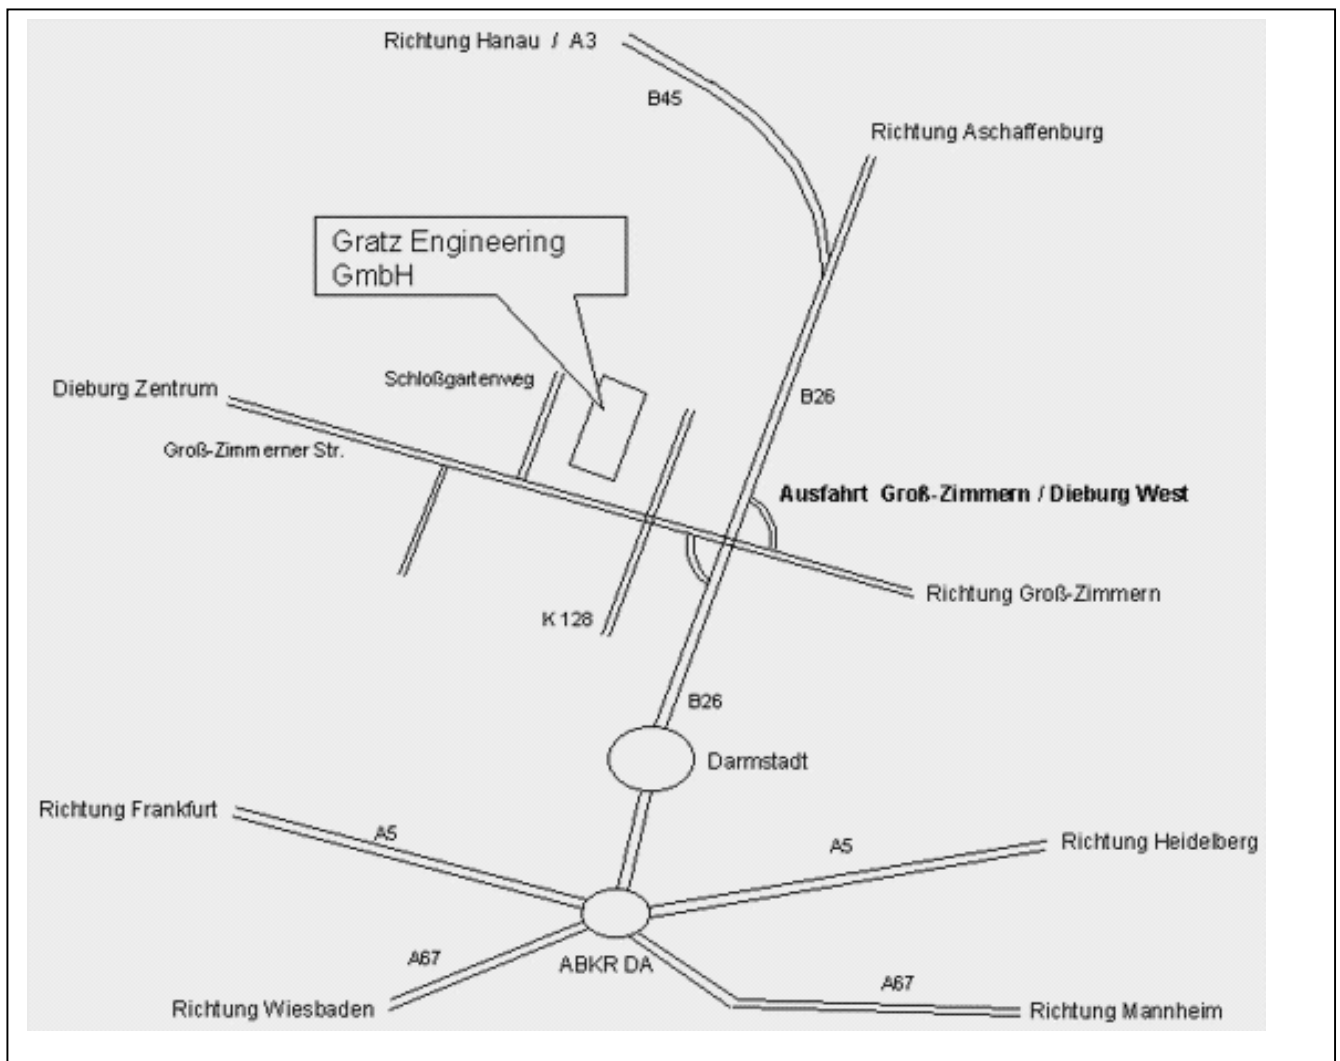 Richtung Hanau / A3
B45
Richtung Aschaffenburg
Gratz Engineering
GmbH
Schloßgartenweg
Dieburg Zentrum
B26
Groß-Zimmerner Str.
Ausfahrt Groß-Zimmern / Dieburg West
Richtung Groß-Zimmern
K 128
B26
Darmstadt
Richtung Frankfurt
A5
A5
Richtung Heidelberg
A67
ABKR DA
A67
Richtung Wiesbaden
Richtung Mannheim